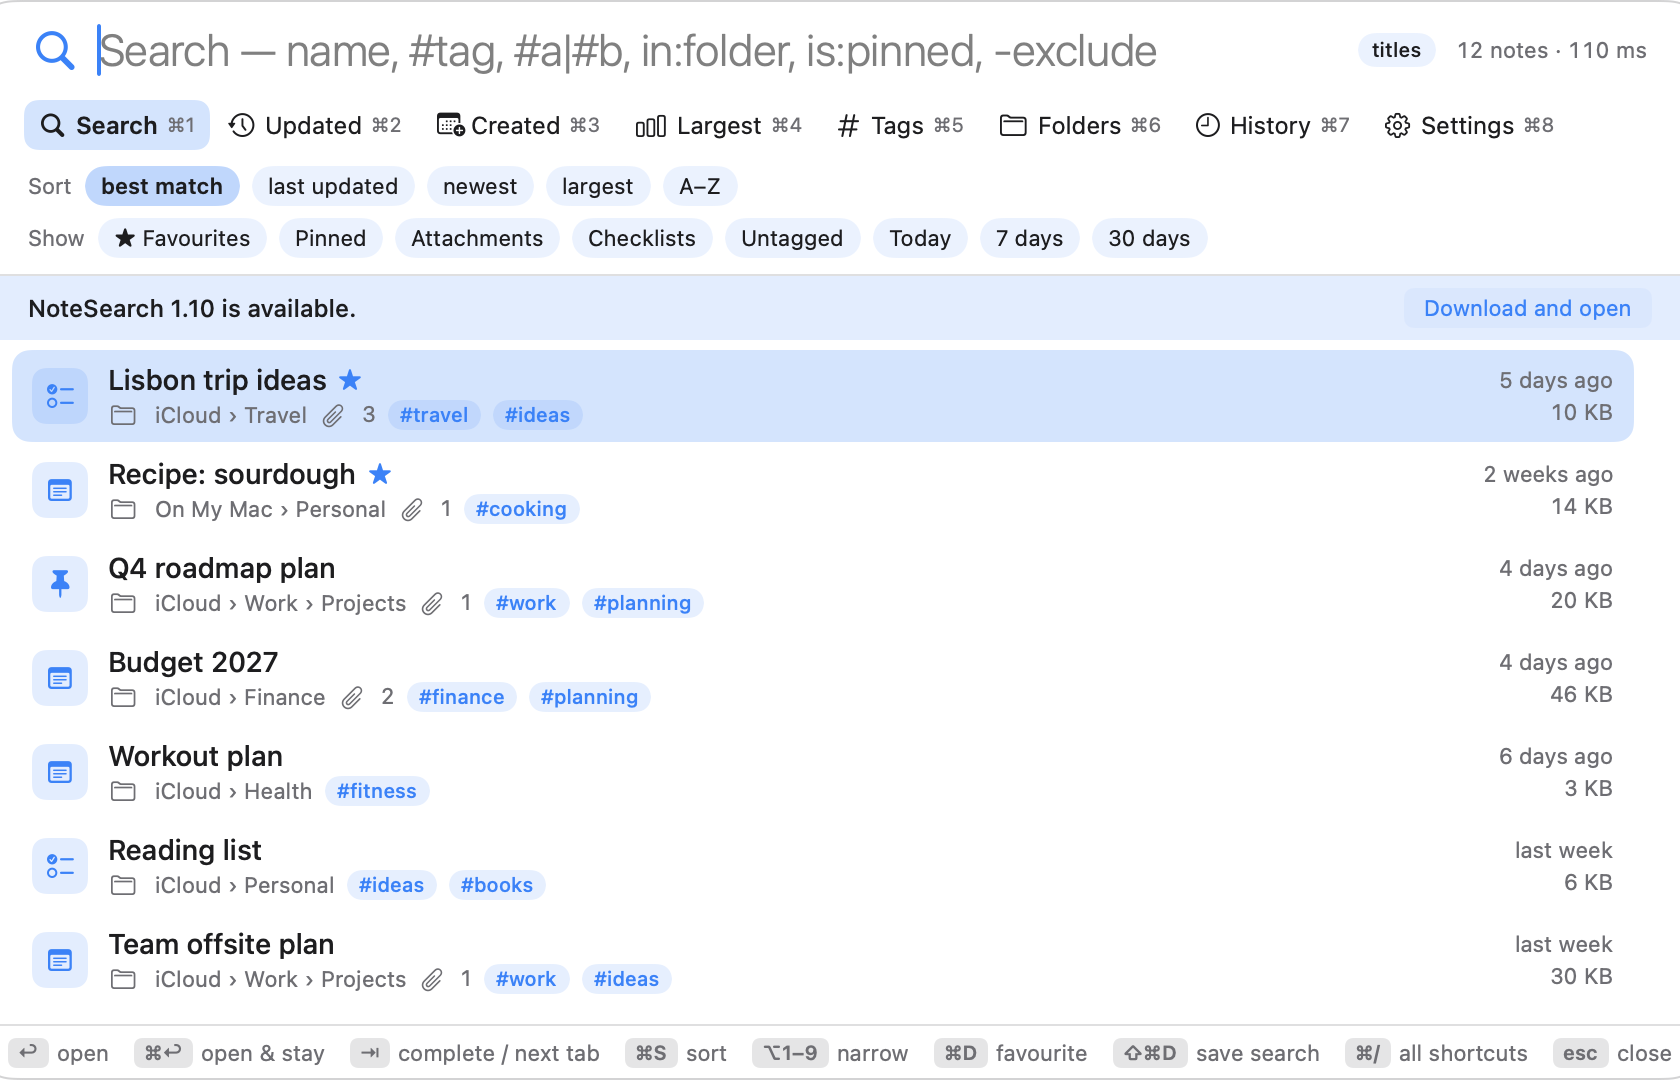 Search — name, #tag, #a|#b, in:folder, is:pinned, -exclude titles 12 notes · 110 ms
Search ⌘1 Updated ⌘2 Created ⌘3 Largest ⌘4 Tags ⌘5 Folders ⌘6 History ⌘7 Settings ⌘8
Sort best match last updated newest largest A–Z
Show ★ Favourites Pinned Attachments Checklists Untagged Today 7 days 30 days
NoteSearch 1.10 is available. Download and open
Lisbon trip ideas ★ 5 days ago
iCloud › Travel 3 #travel #ideas 10 KB
Recipe: sourdough ★ 2 weeks ago
On My Mac › Personal 1 #cooking 14 KB
Q4 roadmap plan 4 days ago
iCloud › Work › Projects 1 #work #planning 20 KB
Budget 2027 4 days ago
iCloud › Finance 2 #finance #planning 46 KB
Workout plan 6 days ago
iCloud › Health #fitness 3 KB
Reading list last week
iCloud › Personal #ideas #books 6 KB
Team offsite plan last week
iCloud › Work › Projects 1 #work #ideas 30 KB
↩ open ⌘↩ open & stay ⇥ complete / next tab ⌘S sort ⌥1–9 narrow ⌘D favourite ⇧⌘D save search ⌘/ all shortcuts esc close